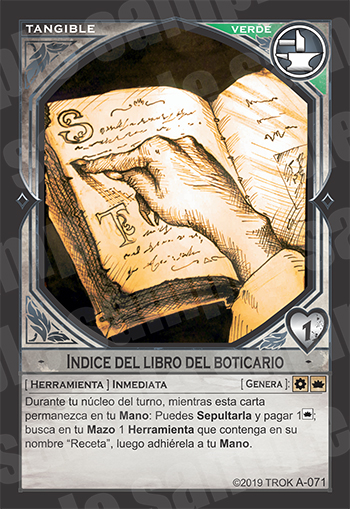 TANGIBLE
VERDE
S
T
1
INDICE DEL LIBRO DEL BOTICARIO
[ HERRAMIENTA ] INMEDIATA
[ GENERA ]:
Durante tu núcleo del turno, mientras esta carta
permanezca en tu Mano: Puedes Sepultarla y pagar 1 ;
busca en tu Mazo 1 Herramienta que contenga en su
nombre “Receta”, luego adhiérela a tu Mano.
©2019 TROK A-071